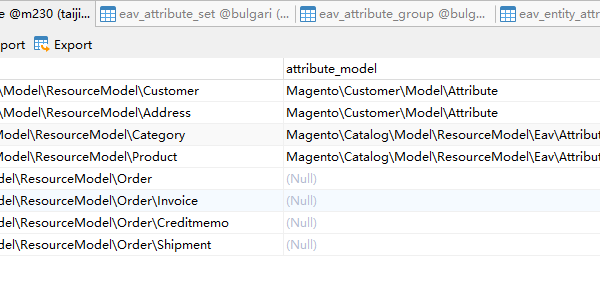 e @m230 (taiji... eav_attribute_set @bulgari (... eav_attribute_group @bulg... eav_entity_attr
port Export
attribute_model
\Model\ResourceModel\Customer Magento\Customer\Model\Attribute
\Model\ResourceModel\Address Magento\Customer\Model\Attribute
Model\ResourceModel\Category Magento\Catalog\Model\ResourceModel\Eav\Attribut
Model\ResourceModel\Product Magento\Catalog\Model\ResourceModel\Eav\Attribut
del\ResourceModel\Order (Null)
del\ResourceModel\Order\Invoice (Null)
del\ResourceModel\Order\Creditmemo (Null)
del\ResourceModel\Order\Shipment (Null)